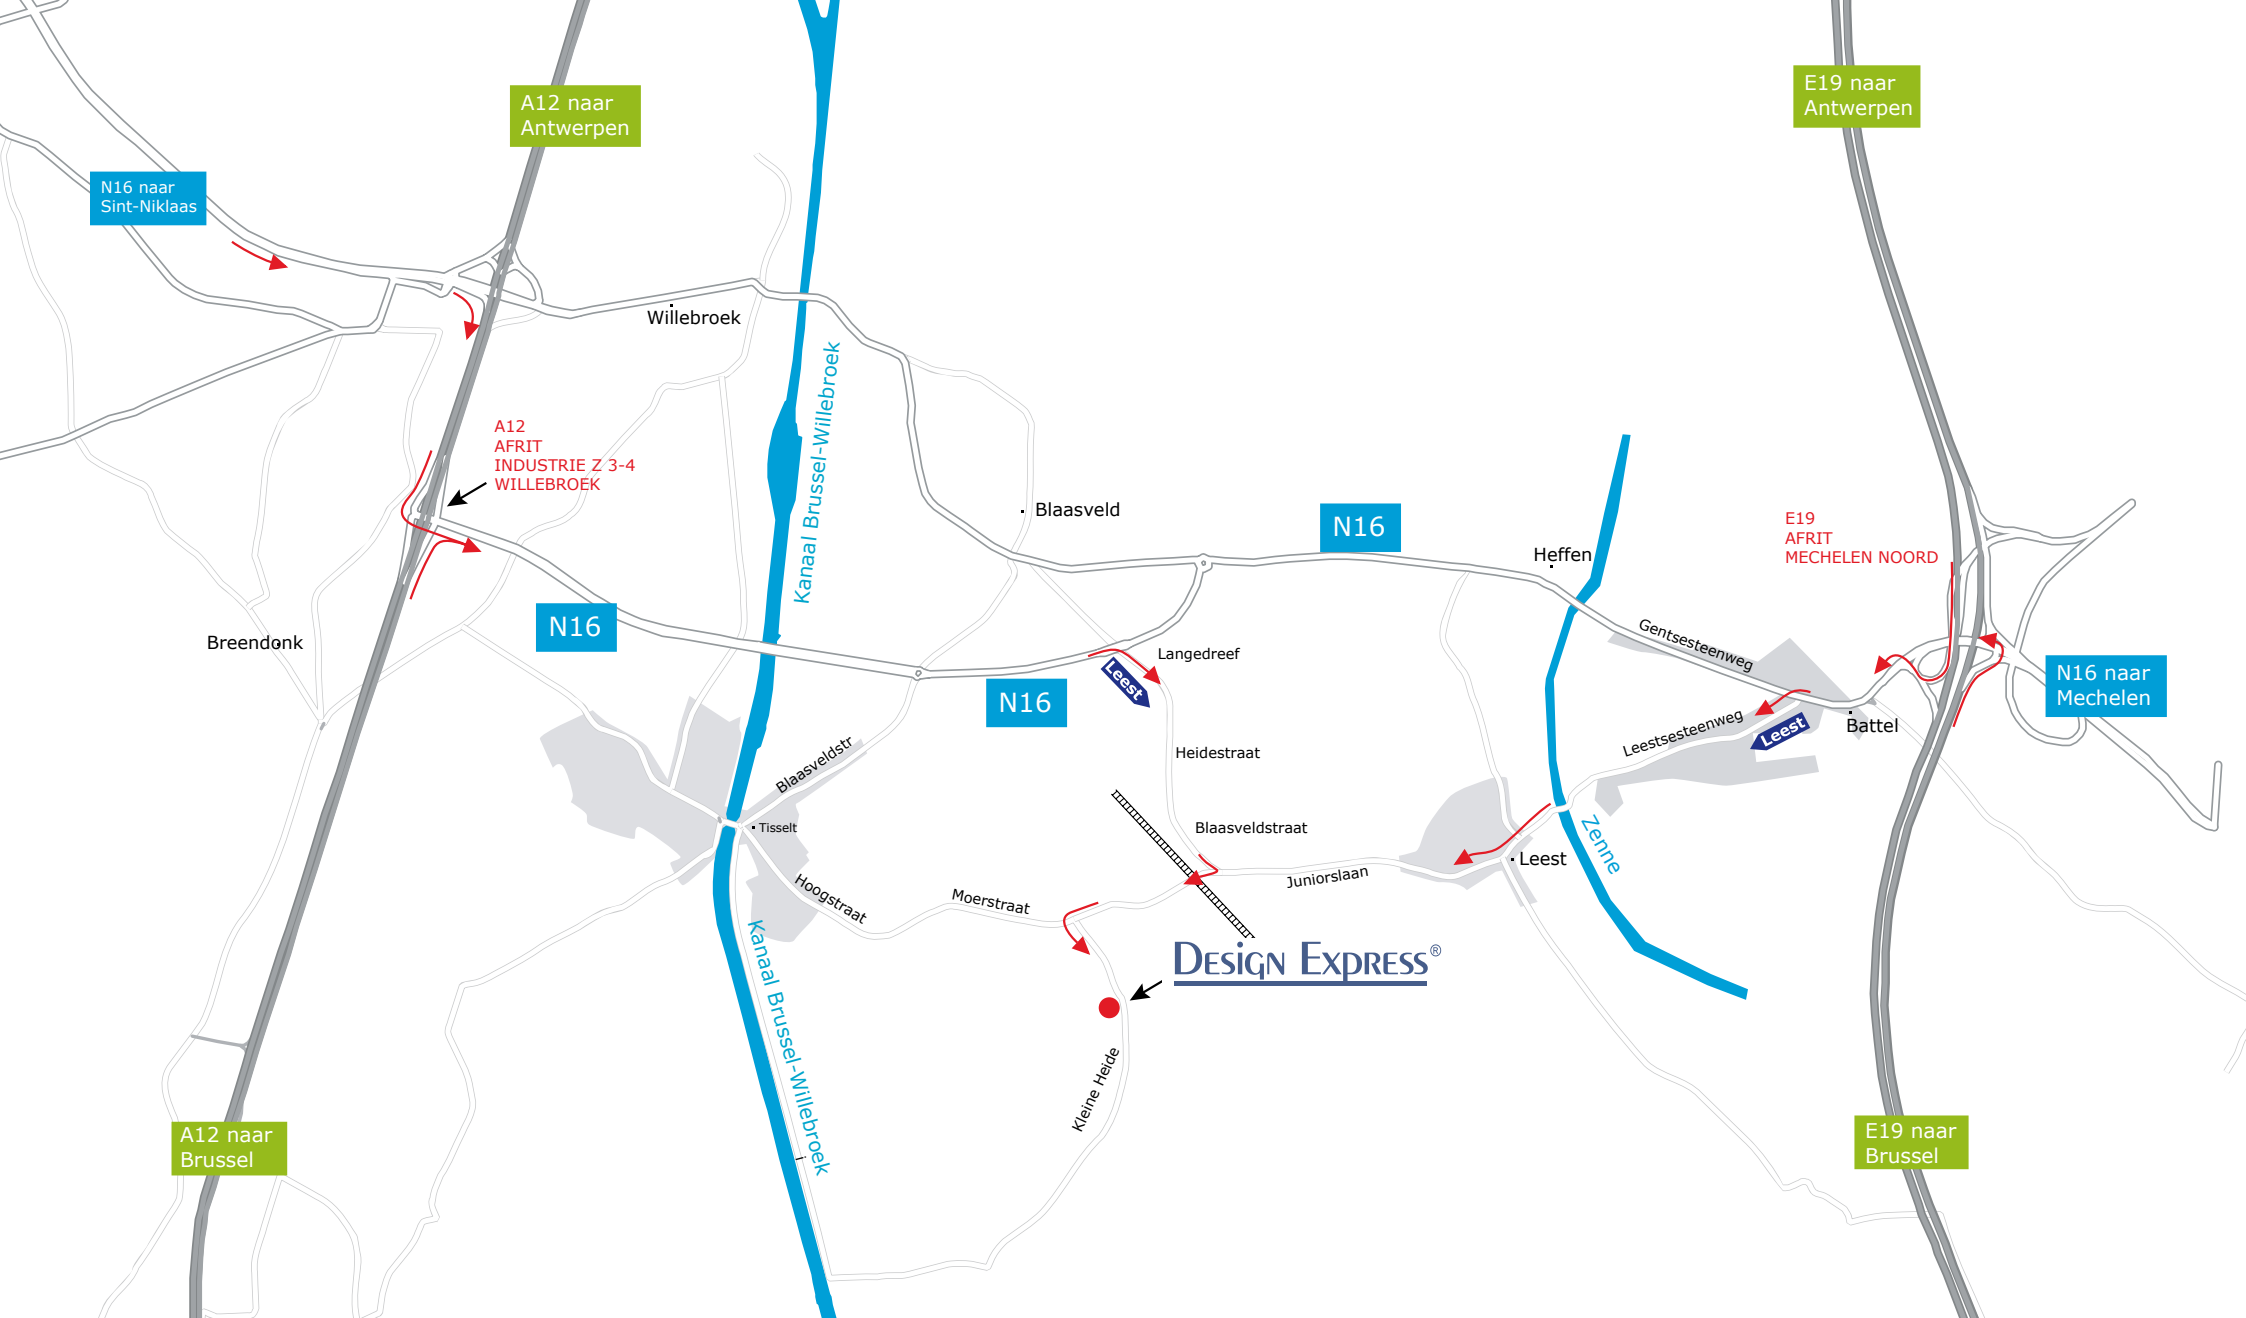 E19 naar
Antwerpen
A12 naar
Antwerpen
N16 naar
Sint-Niklaas
Willebroek
Kanaal Brussel-Willebroek
A12
AFRIT
INDUSTRIE Z 3-4
WILLEBROEK
Blaasveld
N16
Heffen
E19
AFRIT
MECHELEN NOORD
N16
Breendonk
Langedreef
Leest
Gentsesteenweg
N16 naar
Mechelen
N16
Leestsesteenweg
Leest
Battel
Heidestraat
Blaasveldstr
Tisselt
Blaasveldstraat
Zenne
Leest
Juniorslaan
Hoogstraat
Moerstraat
Design Express®
Kanaal Brussel-Willebroek
Kleine Heide
A12 naar
Brussel
E19 naar
Brussel